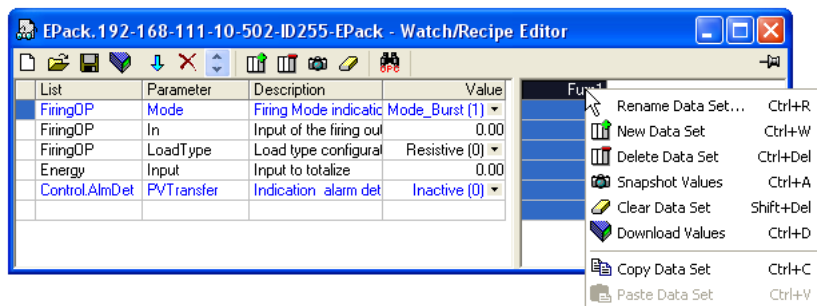 EPack.192-168-111-10-502-ID255-EPack - Watch/Recipe Editor
OPC
List Parameter Description Value
FiringOP Mode Firing Mode indicatic Mode_Burst (1)
FiringOP In Input of the firing out 0.00
FiringOP LoadType Load type configurat Resistive (0)
Energy Input Input to totalize 0.00
Control.AlmDet PVTransfer Indication alarm det Inactive (0)
Rename Data Set... Ctrl+R
New Data Set Ctrl+W
Delete Data Set Ctrl+Del
Snapshot Values Ctrl+A
Clear Data Set Shift+Del
Download Values Ctrl+D
Copy Data Set Ctrl+C
Paste Data Set Ctrl+V